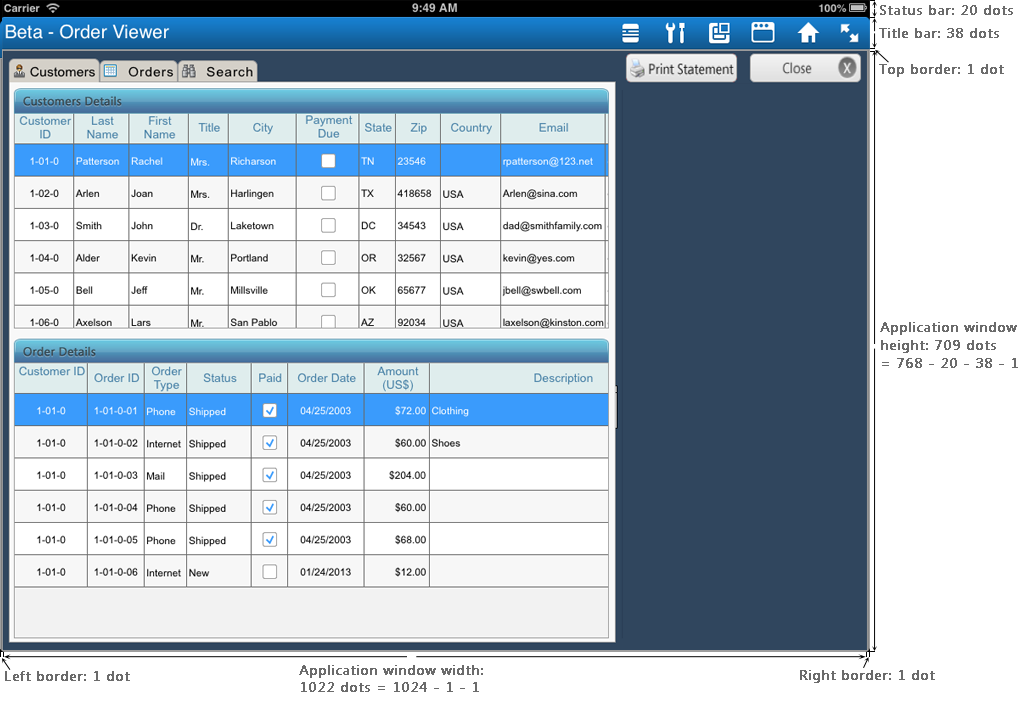 Carrier 9:49 AM 100%
Status bar: 20 dots
Beta - Order Viewer
Title bar: 38 dots
Top border: 1 dot
Customers Orders Search
Print Statement Close X
Customers Details
Customer ID Last Name First Name Title City Payment Due State Zip Country Email
1-01-0 Patterson Rachel Mrs. Richarson TN 23546 rpatterson@123.net
1-02-0 Arlen Joan Mrs. Harlingen TX 418658 USA Arlen@sina.com
1-03-0 Smith John Dr. Laketown DC 34543 USA dad@smithfamily.com
1-04-0 Alder Kevin Mr. Portland OR 32567 USA kevin@yes.com
1-05-0 Bell Jeff Mr. Millsville OK 65677 USA jbell@swbell.com
1-06-0 Axelson Lars Mr. San Pablo AZ 92034 USA laxelson@kinston.com
Application window
height: 709 dots
= 768 - 20 - 38 - 1
Order Details
Customer ID Order ID Order Type Status Paid Order Date Amount (US$) Description
1-01-0 1-01-0-01 Phone Shipped 04/25/2003 $72.00 Clothing
1-01-0 1-01-0-02 Internet Shipped 04/25/2003 $60.00 Shoes
1-01-0 1-01-0-03 Mail Shipped 04/25/2003 $204.00
1-01-0 1-01-0-04 Phone Shipped 04/25/2003 $60.00
1-01-0 1-01-0-05 Phone Shipped 04/25/2003 $68.00
1-01-0 1-01-0-06 Internet New 01/24/2013 $12.00
Left border: 1 dot
Application window width:
1022 dots = 1024 - 1 - 1
Right border: 1 dot